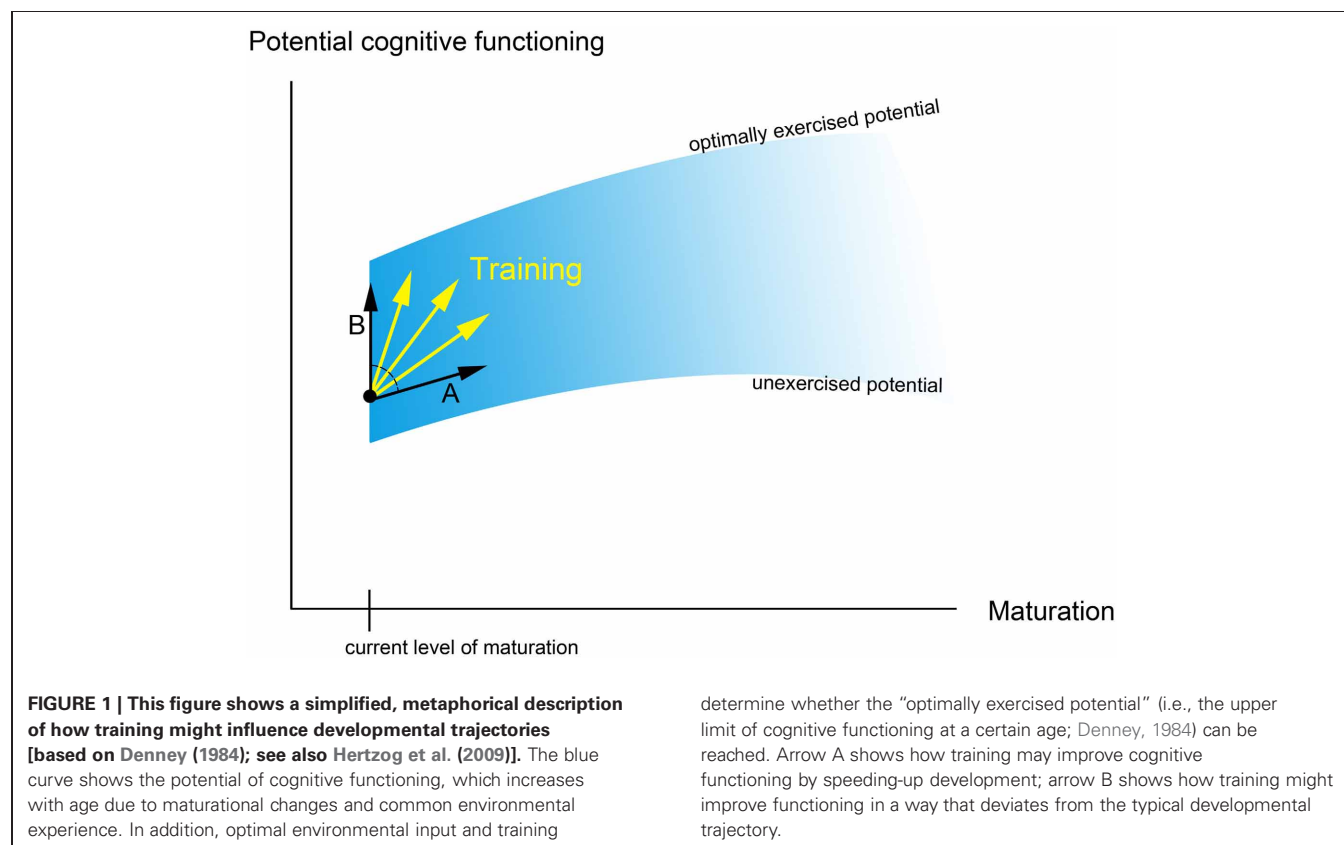 Potential cognitive functioning
optimally exercised potential
Training
B
A
unexercised potential
Maturation
current level of maturation
FIGURE 1 | This figure shows a simplified, metaphorical description
of how training might influence developmental trajectories
[based on Denney (1984); see also Hertzog et al. (2009)]. The blue
curve shows the potential of cognitive functioning, which increases
with age due to maturational changes and common environmental
experience. In addition, optimal environmental input and training
determine whether the “optimally exercised potential” (i.e., the upper
limit of cognitive functioning at a certain age; Denney, 1984) can be
reached. Arrow A shows how training may improve cognitive
functioning by speeding-up development; arrow B shows how training might
improve functioning in a way that deviates from the typical developmental
trajectory.